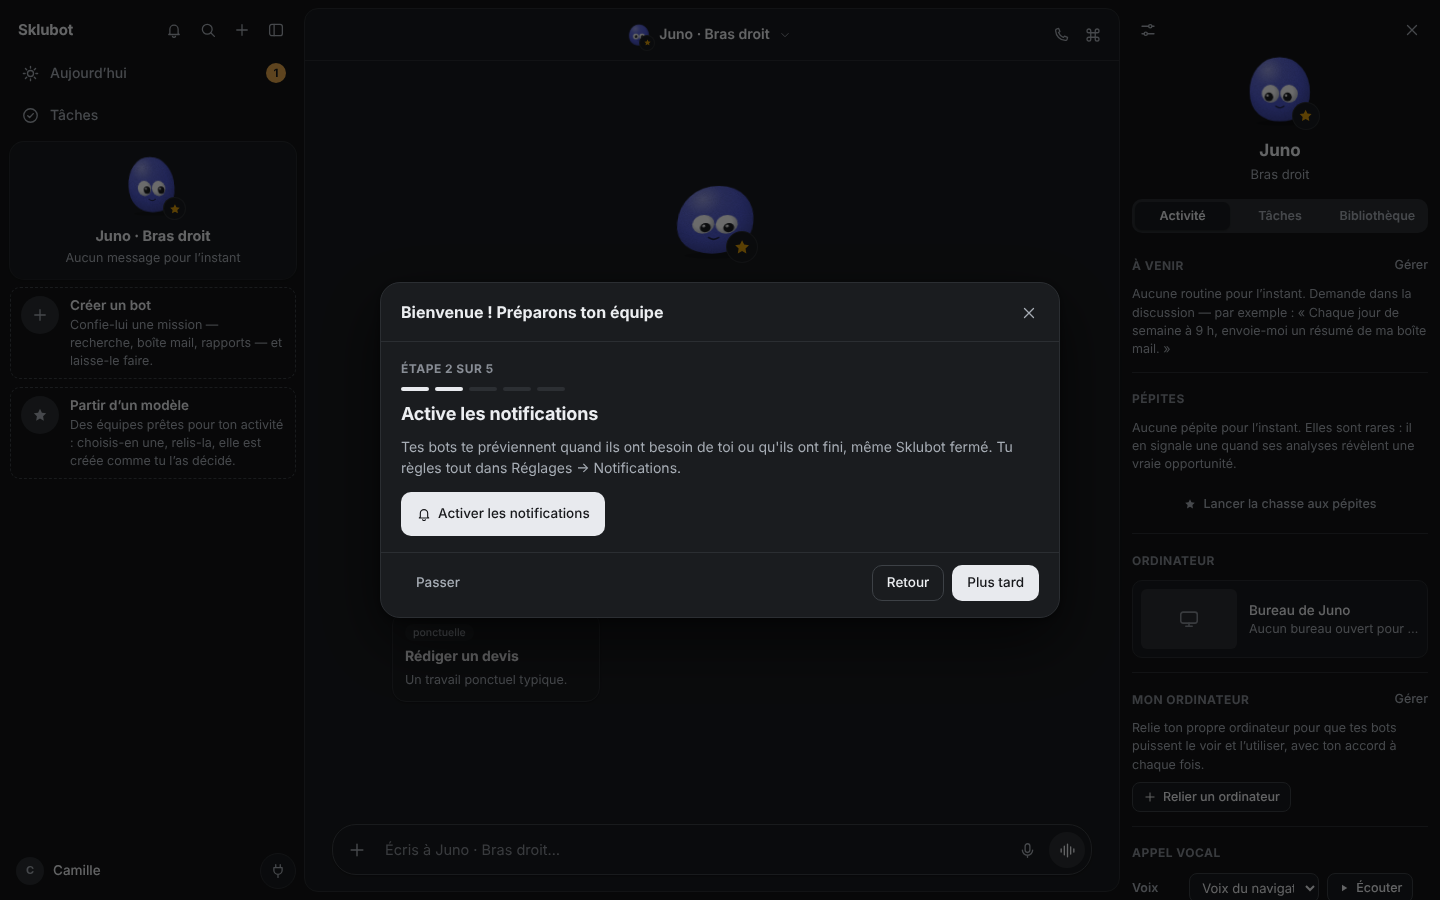 Sklubot
Aujourd’hui
1
Tâches
Juno · Bras droit
Aucun message pour l’instant
Créer un bot
Confie-lui une mission —
recherche, boîte mail, rapports — et
laisse-le faire.
Partir d’un modèle
Des équipes prêtes pour ton activité
: choisis-en une, relis-la, elle est
créée comme tu l’as décidé.
C
Camille
Juno · Bras droit
Bienvenue ! Préparons ton équipe
ÉTAPE 2 SUR 5
Active les notifications
Tes bots te préviennent quand ils ont besoin de toi ou qu'ils ont fini, même Sklubot fermé. Tu
règles tout dans Réglages → Notifications.
Activer les notifications
Passer
Retour
Plus tard
ponctuelle
Rédiger un devis
Un travail ponctuel typique.
Écris à Juno · Bras droit...
Juno
Bras droit
Activité
Tâches
Bibliothèque
À VENIR
Gérer
Aucune routine pour l’instant. Demande dans la
discussion — par exemple : « Chaque jour de
semaine à 9 h, envoie-moi un résumé de ma boîte
mail. »
PÉPITES
Aucune pépite pour l’instant. Elles sont rares : il
en signale une quand ses analyses révèlent une
vraie opportunité.
Lancer la chasse aux pépites
ORDINATEUR
Bureau de Juno
Aucun bureau ouvert pour ...
MON ORDINATEUR
Gérer
Relie ton propre ordinateur pour que tes bots
puissent le voir et l’utiliser, avec ton accord à
chaque fois.
Relier un ordinateur
APPEL VOCAL
Voix
Voix du navigat
Écouter